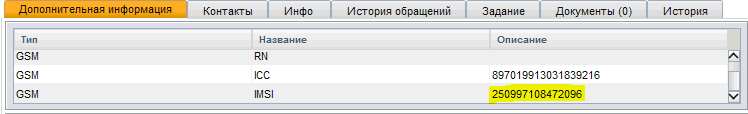 Дополнительная информация Контакты Инфо История обращений Задание Документы (0) История
Тип Название Описание
GSM RN
GSM ICC 897019913031839216
GSM IMSI 250997108472096